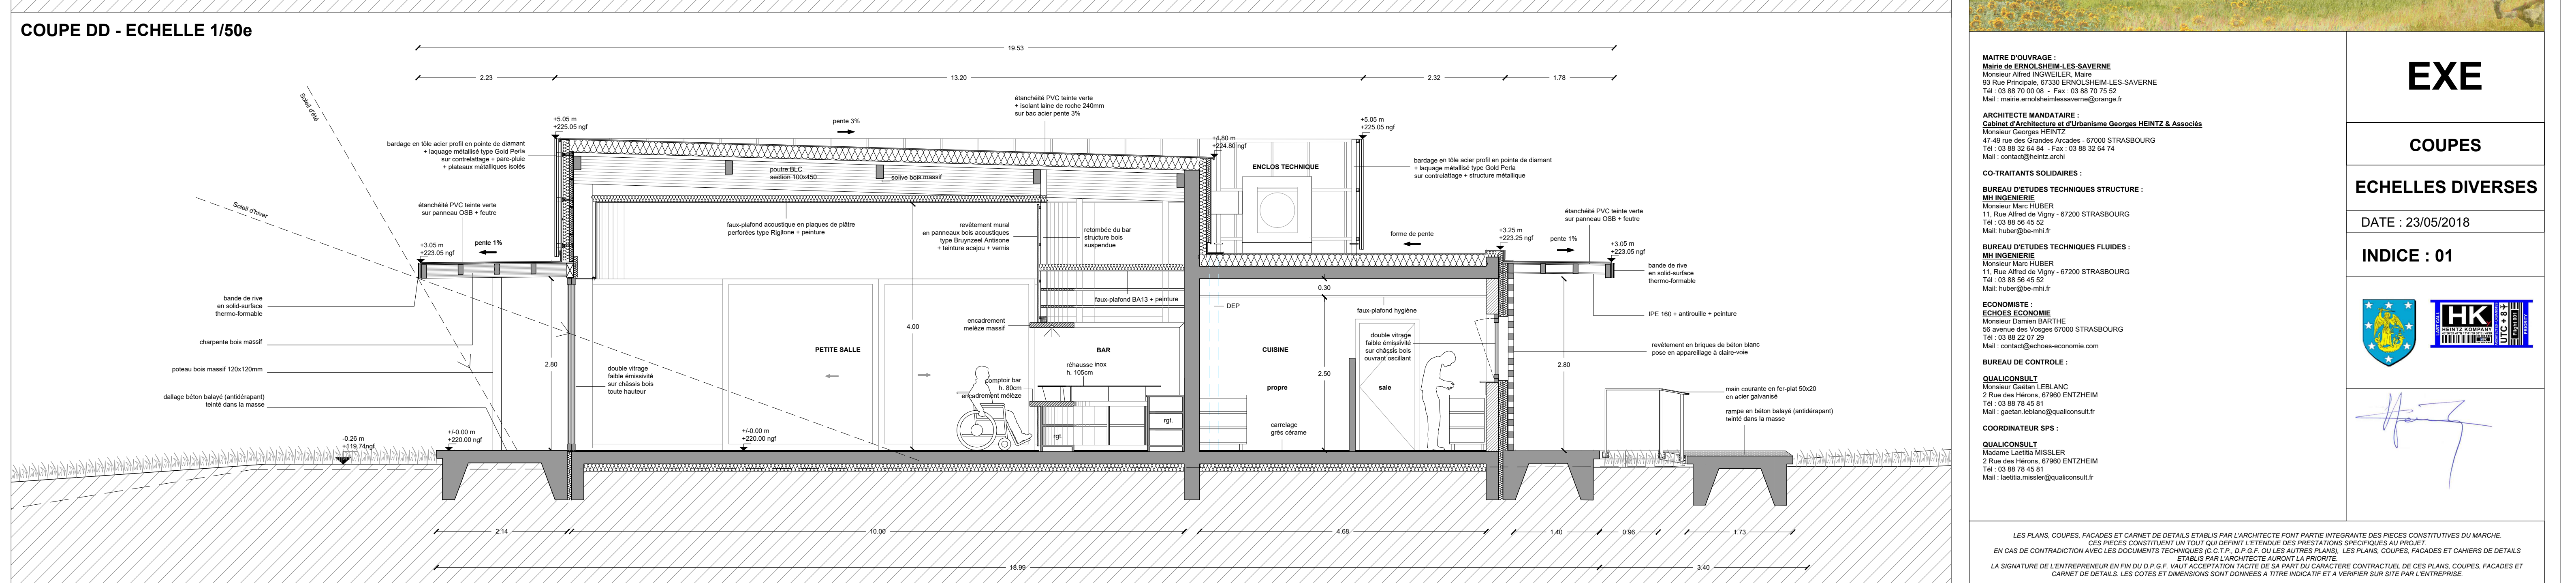 COUPE DD - ECHELLE 1/50e
19.53
2.23
13.20
2.32
1.78
Soleil d'été
Soleil d'hiver
étanchéité PVC teinte verte
+ isolant laine de roche 240mm
sur bac acier pente 3%
pente 3%
+5.05 m
+225.05 ngf
+5.05 m
+225.05 ngf
+4.80 m
+224.80 ngf
bardage en tôle acier profil en pointe de diamant
+ laquage métallisé type Gold Perla
sur contrelattage + pare-pluie
+ plateaux métalliques isolés
ENCLOS TECHNIQUE
bardage en tôle acier profil en pointe de diamant
+ laquage métallisé type Gold Perla
sur contrelattage + structure métallique
poutre BLC
section 100x450
solive bois massif
étanchéité PVC teinte verte
sur panneau OSB + feutre
étanchéité PVC teinte verte
sur panneau OSB + feutre
faux-plafond acoustique en plaques de plâtre
perforées type Rigitone + peinture
revêtement mural
en panneaux bois acoustiques
type Bruynzeel Antisone
+ teinture acajou + vernis
retombée du bar
structure bois
suspendue
forme de pente
+3.25 m
+223.25 ngf
pente 1%
+3.05 m
+223.05 ngf
+3.05 m
+223.05 ngf
pente 1%
bande de rive
en solid-surface
thermo-formable
bande de rive
en solid-surface
thermo-formable
0.30
faux-plafond BA13 + peinture
DEP
faux-plafond hygiène
IPE 160 + antirouille + peinture
encadrement
melèze massif
4.00
charpente bois massif
PETITE SALLE
BAR
CUISINE
double vitrage
faible émissivité
sur châssis bois
ouvrant oscillant
revêtement en briques de béton blanc
pose en appareillage à claire-voie
poteau bois massif 120x120mm
2.80
double vitrage
faible émissivité
sur châssis bois
toute hauteur
réhausse inox
h. 105cm
comptoir bar
h. 80cm
encadrement mélèze
2.50
propre
sale
2.80
main courante en fer-plat 50x20
en acier galvanisé
dallage béton balayé (antidérapant)
teinté dans la masse
rampe en béton balayé (antidérapant)
teinté dans la masse
rgt.
rgt.
carrelage
grès cérame
-0.26 m
+119.74ngf
+/-0.00 m
+220.00 ngf
+/-0.00 m
+220.00 ngf
2.14
10.00
4.68
1.40
0.96
1.73
18.99
3.40
MAITRE D'OUVRAGE :
Mairie de ERNOLSHEIM-LES-SAVERNE
Monsieur Alfred INGWEILER, Maire
93 Rue Principale, 67330 ERNOLSHEIM-LES-SAVERNE
Tél : 03 88 70 00 08 - Fax : 03 88 70 75 52
Mail : mairie.ernolsheimlessaverne@orange.fr
ARCHITECTE MANDATAIRE :
Cabinet d'Architecture et d'Urbanisme Georges HEINTZ & Associés
Monsieur Georges HEINTZ
47-49 rue des Grandes Arcades - 67000 STRASBOURG
Tél : 03 88 32 64 84 - Fax : 03 88 32 64 74
Mail : contact@heintz.archi
CO-TRAITANTS SOLIDAIRES :
BUREAU D'ETUDES TECHNIQUES STRUCTURE :
MH INGENIERIE
Monsieur Marc HUBER
11, Rue Alfred de Vigny - 67200 STRASBOURG
Tél : 03 88 56 45 52
Mail: huber@be-mhi.fr
BUREAU D'ETUDES TECHNIQUES FLUIDES :
MH INGENIERIE
Monsieur Marc HUBER
11, Rue Alfred de Vigny - 67200 STRASBOURG
Tél : 03 88 56 45 52
Mail: huber@be-mhi.fr
ECONOMISTE :
ECHOES ECONOMIE
Monsieur Damien BARTHE
56 avenue des Vosges 67000 STRASBOURG
Tél : 03 88 22 07 29
Mail : contact@echoes-economie.com
BUREAU DE CONTROLE :
QUALICONSULT
Monsieur Gaëtan LEBLANC
2 Rue des Hérons, 67960 ENTZHEIM
Tél : 03 88 78 45 81
Mail : gaetan.leblanc@qualiconsult.fr
COORDINATEUR SPS :
QUALICONSULT
Madame Laetitia MISSLER
2 Rue des Hérons, 67960 ENTZHEIM
Tél : 03 88 78 45 81
Mail : laetitia.missler@qualiconsult.fr
EXE
COUPES
ECHELLES DIVERSES
DATE : 23/05/2018
INDICE : 01
HK
HEINTZ KOMPANY
UTC + 8
Flight 001
PRIORITY
LES PLANS, COUPES, FACADES ET CARNET DE DETAILS ETABLIS PAR L'ARCHITECTE FONT PARTIE INTEGRANTE DES PIECES CONSTITUTIVES DU MARCHE.
CES PIECES CONSTITUENT UN TOUT QUI DEFINIT L'ETENDUE DES PRESTATIONS SPECIFIQUES AU PROJET.
EN CAS DE CONTRADICTION AVEC LES DOCUMENTS TECHNIQUES (C.C.T.P., D.P.G.F. OU LES AUTRES PLANS), LES PLANS, COUPES, FACADES ET CAHIERS DE DETAILS
ETABLIS PAR L'ARCHITECTE AURONT LA PRIORITE.
LA SIGNATURE DE L'ENTREPRENEUR EN FIN DU D.P.G.F. VAUT ACCEPTATION TACITE DE SA PART DU CARACTERE CONTRACTUEL DE CES PLANS, COUPES, FACADES ET
CARNET DE DETAILS. LES COTES ET DIMENSIONS SONT DONNEES A TITRE INDICATIF ET A VERIFIER SUR SITE PAR L'ENTREPRISE.